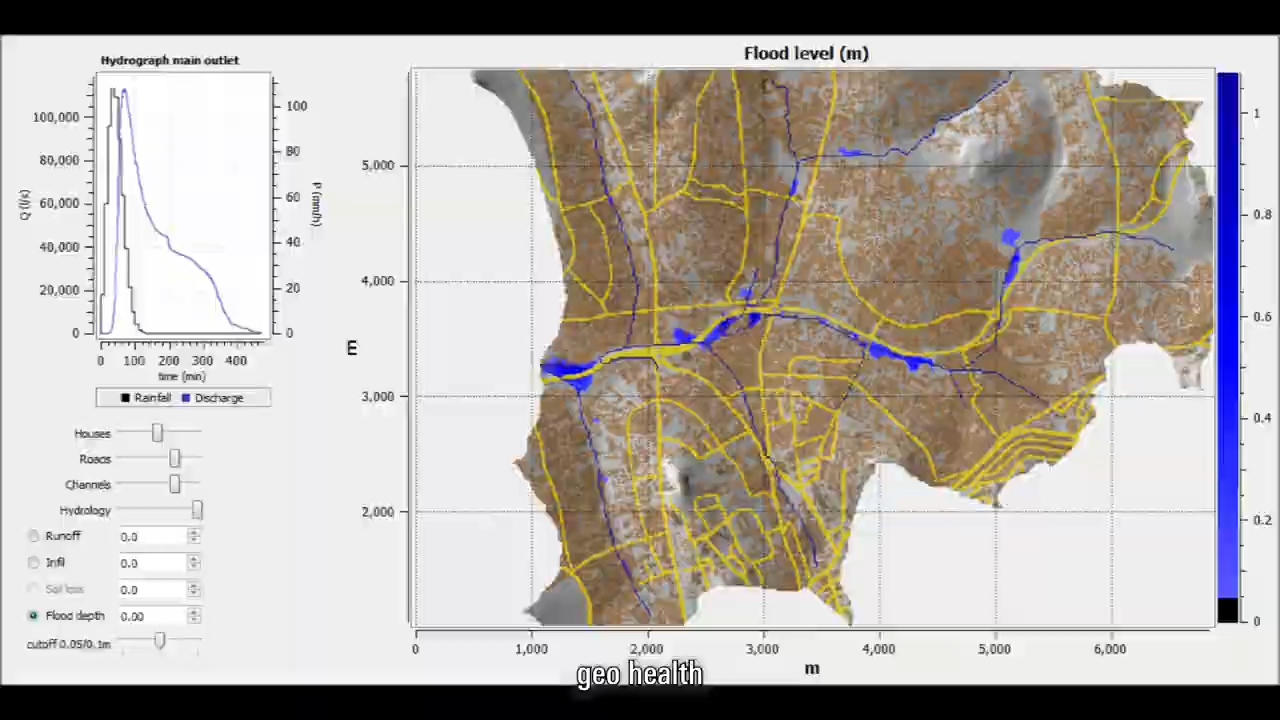 Hydrograph main outlet
Flood level (m)
100,000
80,000
60,000
40,000
20,000
0
Q (l/s)
100
80
60
40
20
0
P (mm/h)
0 100 200 300 400
time (min)
Rainfall Discharge
Houses
Roads
Channels
Hydrology
Runoff 0.0
Infil 0.0
Soil loss 0.0
Flood depth 0.00
cutoff 0.05/0.1m
5,000
4,000
3,000
2,000
m
0 1,000 2,000 3,000 4,000 5,000 6,000
m
1
0.8
0.6
0.4
0.2
0
geo health